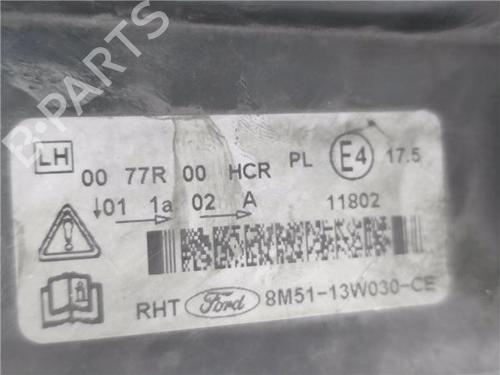 B-PARTS
LH
00 77R 00 HCR PL E4 17.5
↓01 1a 02 A 11802
RHT Ford 8M51-13W030-CE